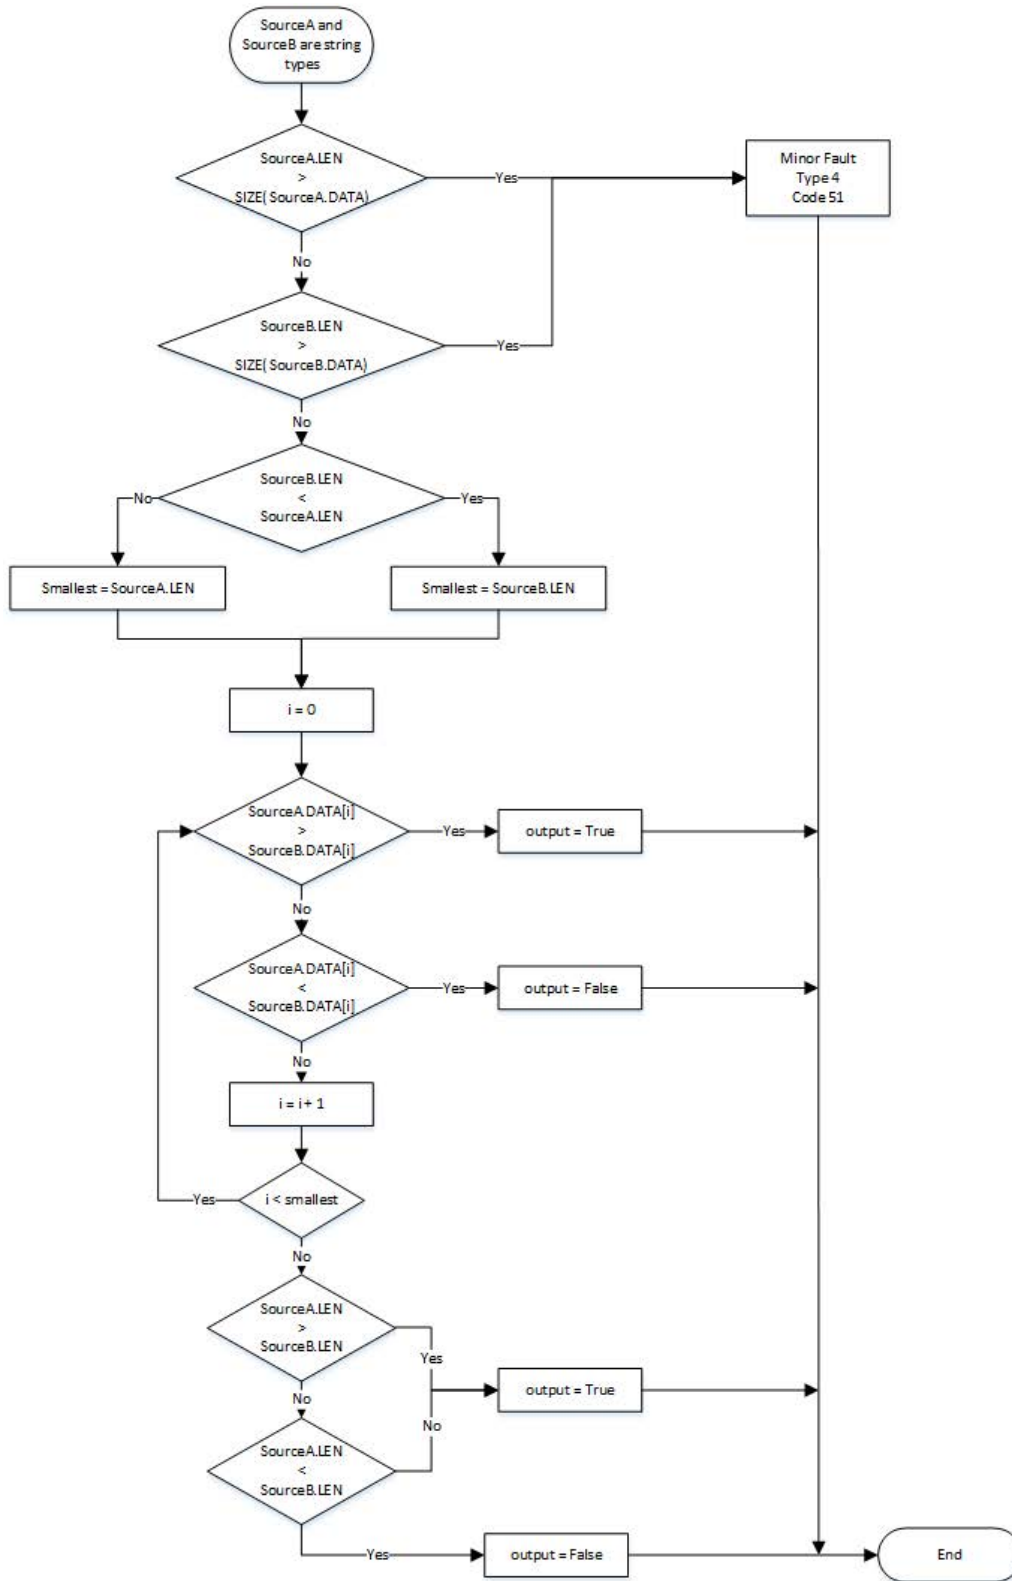 SourceA and
SourceB are string
types
SourceA.LEN
>
SIZE( SourceA.DATA)
Yes
Minor Fault
Type 4
Code 51
No
SourceB.LEN
>
SIZE( SourceB.DATA)
Yes
No
SourceB.LEN
<
SourceA.LEN
No
Yes
Smallest = SourceA.LEN
Smallest = SourceB.LEN
i = 0
SourceA.DATA[i]
>
SourceB.DATA[i]
Yes
output = True
No
SourceA.DATA[i]
<
SourceB.DATA[i]
Yes
output = False
No
i = i + 1
i < smallest
Yes
No
SourceA.LEN
>
SourceB.LEN
Yes
output = True
No
No
SourceA.LEN
<
SourceB.LEN
Yes
output = False
End